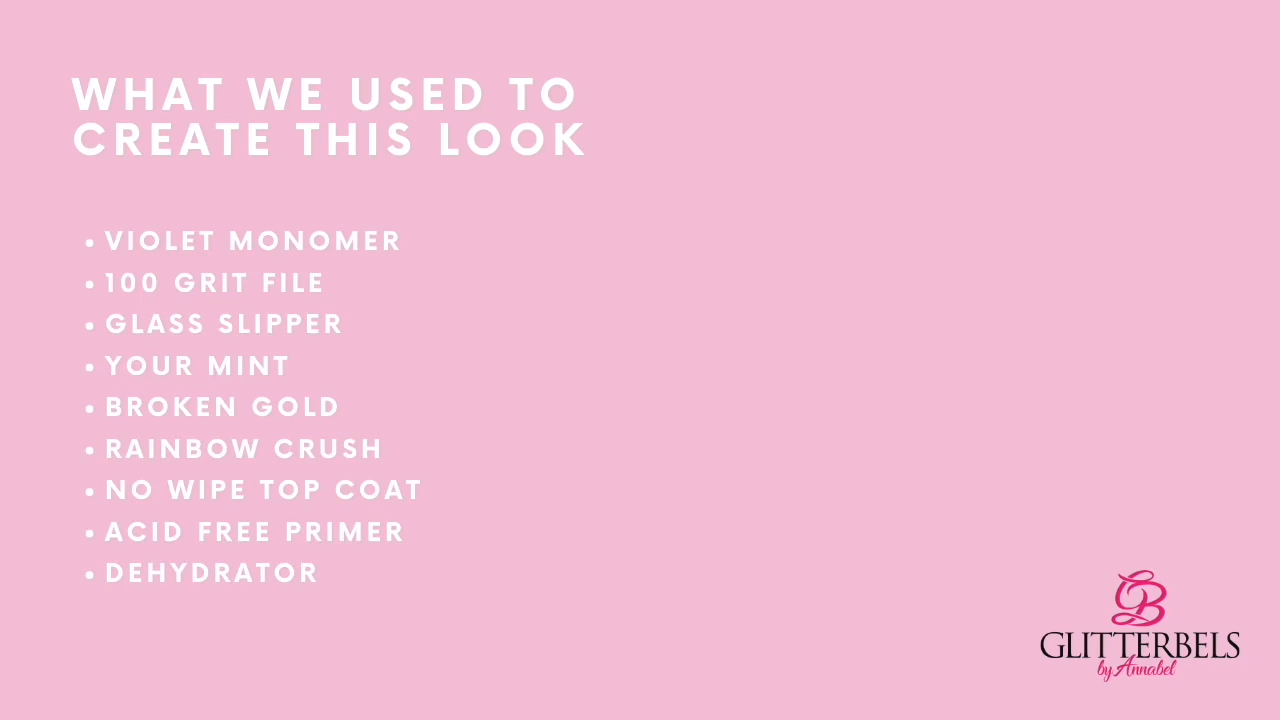 WHAT WE USED TO
CREATE THIS LOOK
• VIOLET MONOMER
• 100 GRIT FILE
• GLASS SLIPPER
• YOUR MINT
• BROKEN GOLD
• RAINBOW CRUSH
• NO WIPE TOP COAT
• ACID FREE PRIMER
• DEHYDRATOR
GB
GLITTERBELS
by Annabel